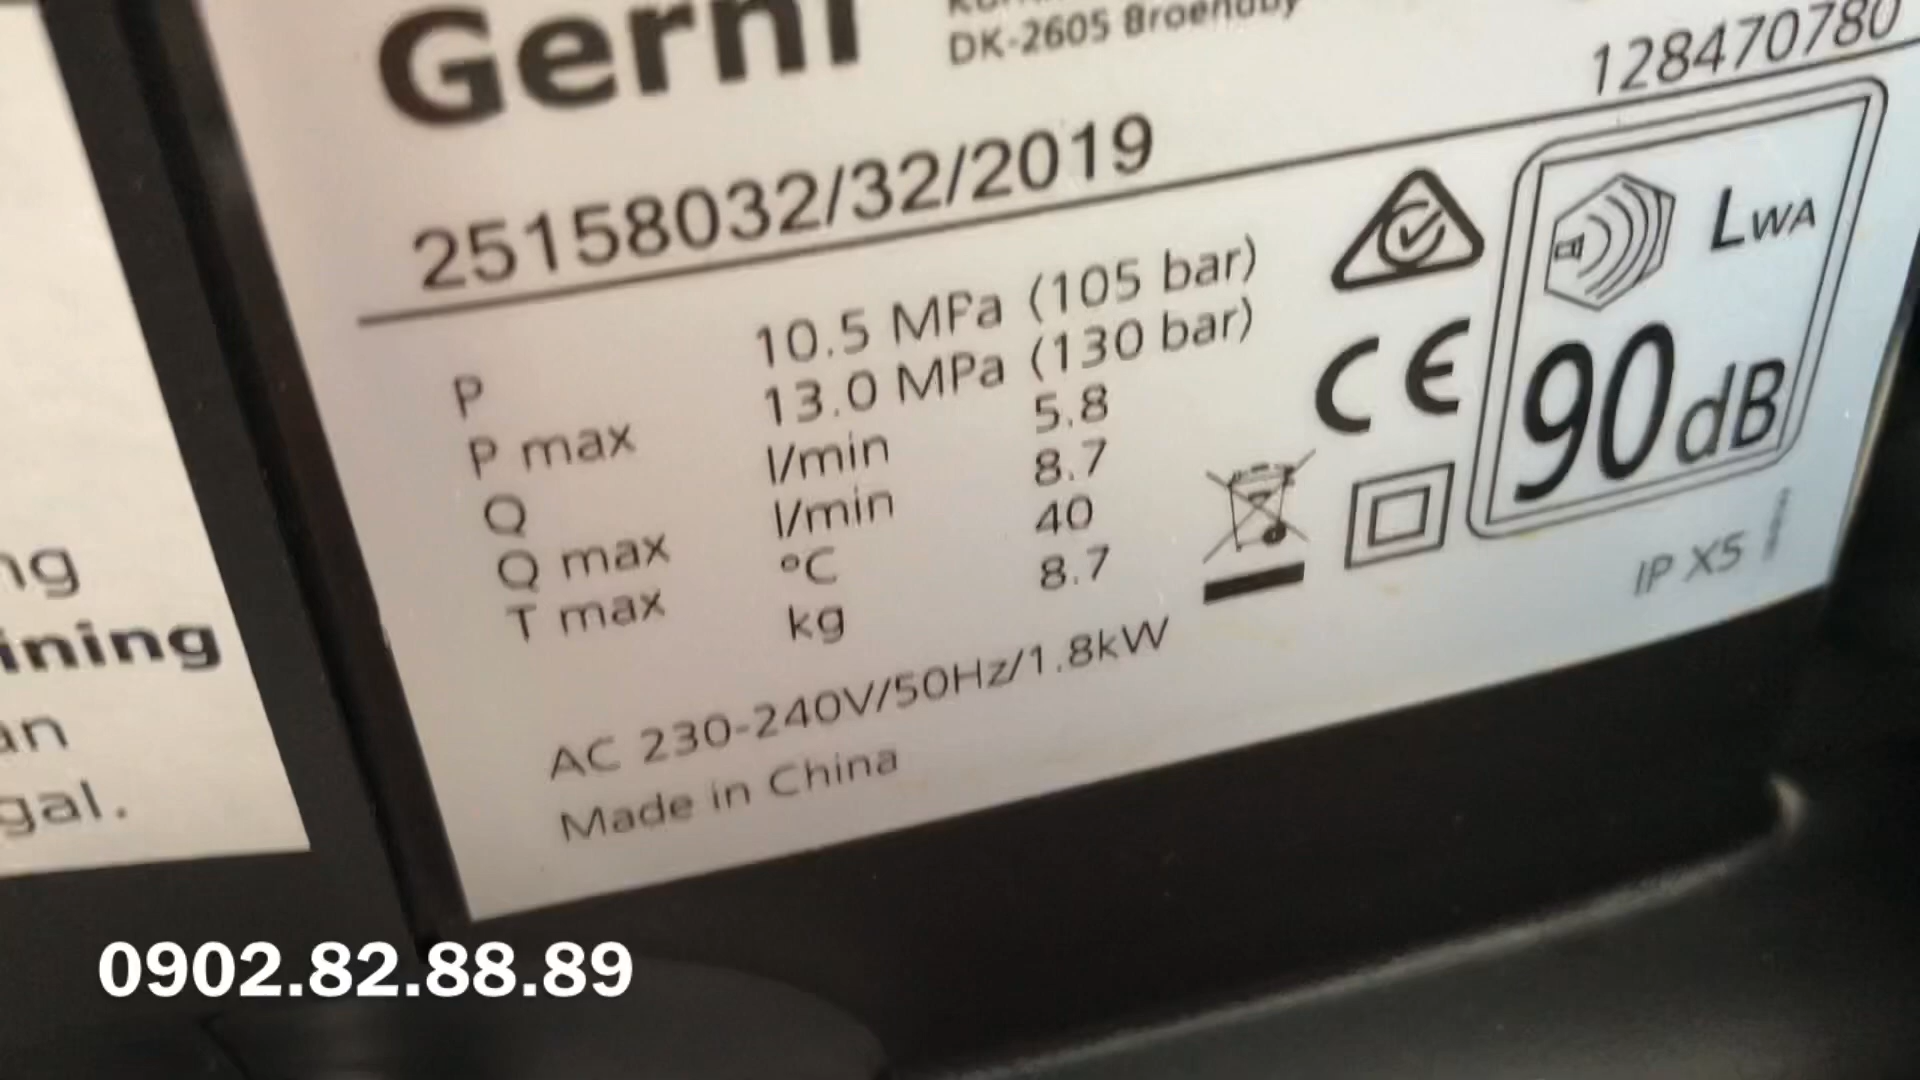 Gerni
DK-2605 Broendby
128470780
25158032/32/2019
P 10.5 MPa (105 bar)
P max 13.0 MPa (130 bar)
Q l/min 5.8
Q max l/min 8.7
T max °C 40
kg 8.7
AC 230-240V/50Hz/1.8kW
Made in China
CE
LWA
90dB
IP X5
ng
ining
an
gal.
0902.82.88.89